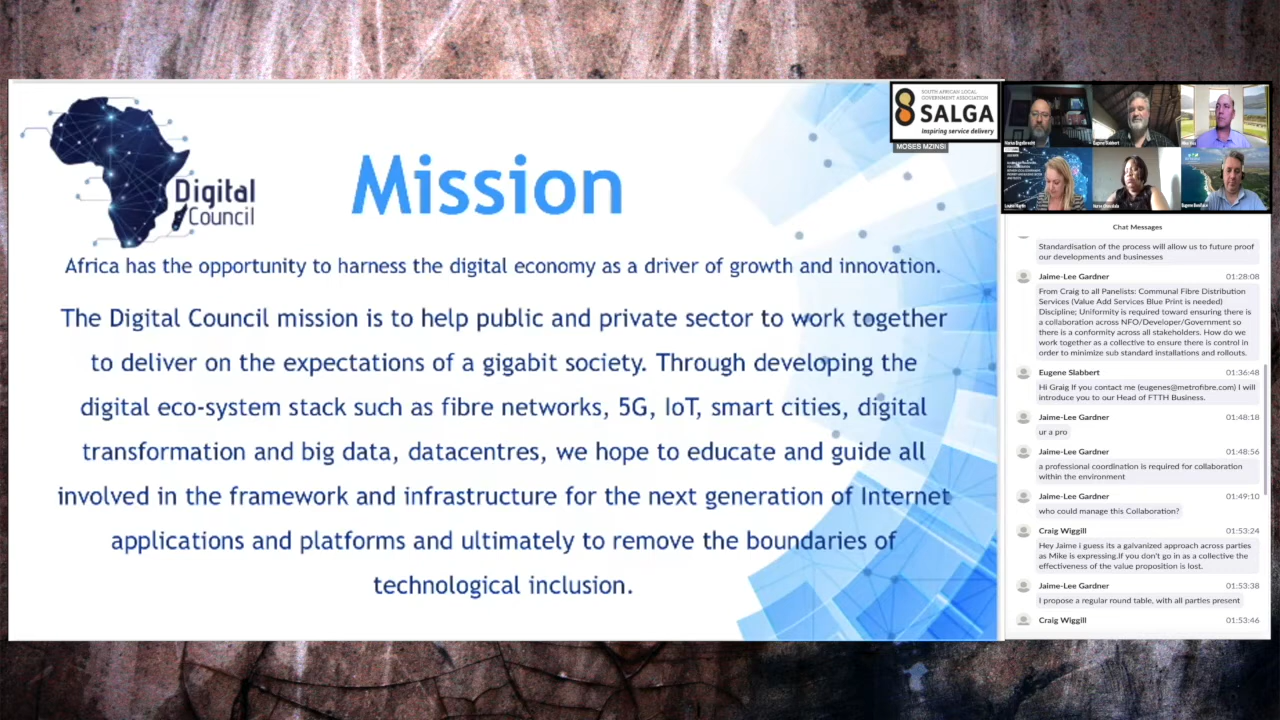 Digital
Council
Mission
Africa has the opportunity to harness the digital economy as a driver of growth and innovation.
The Digital Council mission is to help public and private sector to work together
to deliver on the expectations of a gigabit society. Through developing the
digital eco-system stack such as fibre networks, 5G, IoT, smart cities, digital
transformation and big data, datacentres, we hope to educate and guide all
involved in the framework and infrastructure for the next generation of Internet
applications and platforms and ultimately to remove the boundaries of
technological inclusion.
SOUTH AFRICAN LOCAL
GOVERNMENT ASSOCIATION
SALGA
Inspiring service delivery
MOSES MZINSI
Eugene Slabbert
Chat Messages
Standardisation of the process will allow us to future proof
our developments and businesses
Jaime-Lee Gardner 01:28:08
From Craig to all Panelists: Communal Fibre Distribution
Services (Value Add Services Blue Print is needed)
Discipline; Uniformity is required toward ensuring there is
a collaboration across NFO/Developer/Government so
there is a conformity across all stakeholders. How do we
work together as a collective to ensure there is control in
order to minimize sub standard installations and rollouts.
Eugene Slabbert 01:36:48
Hi Graig If you contact me (eugenes@metrofibre.com) I will
introduce you to our Head of FTTH Business.
Jaime-Lee Gardner 01:48:18
ur a pro
Jaime-Lee Gardner 01:48:56
a professional coordination is required for collaboration
within the environment
Jaime-Lee Gardner 01:49:10
who could manage this Collaboration?
Craig Wiggill 01:53:24
Hey Jaime i guess its a galvanized approach across parties
as Mike is expressing.If you don't go in as a collective the
effectiveness of the value proposition is lost.
Jaime-Lee Gardner 01:53:38
I propose a regular round table, with all parties present
Craig Wiggill 01:53:46